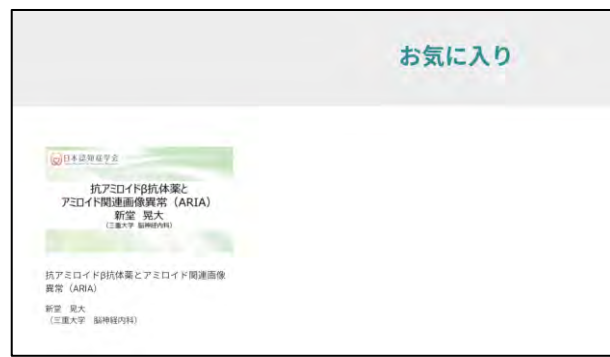 お気に入り
日本認知症学会
抗アミロイドβ抗体薬と
アミロイド関連画像異常（ARIA）
新堂 晃大
（三重大学 脳神経内科）
抗アミロイドβ抗体薬とアミロイド関連画像
異常（ARIA）
新堂　晃大
（三重大学　脳神経内科）